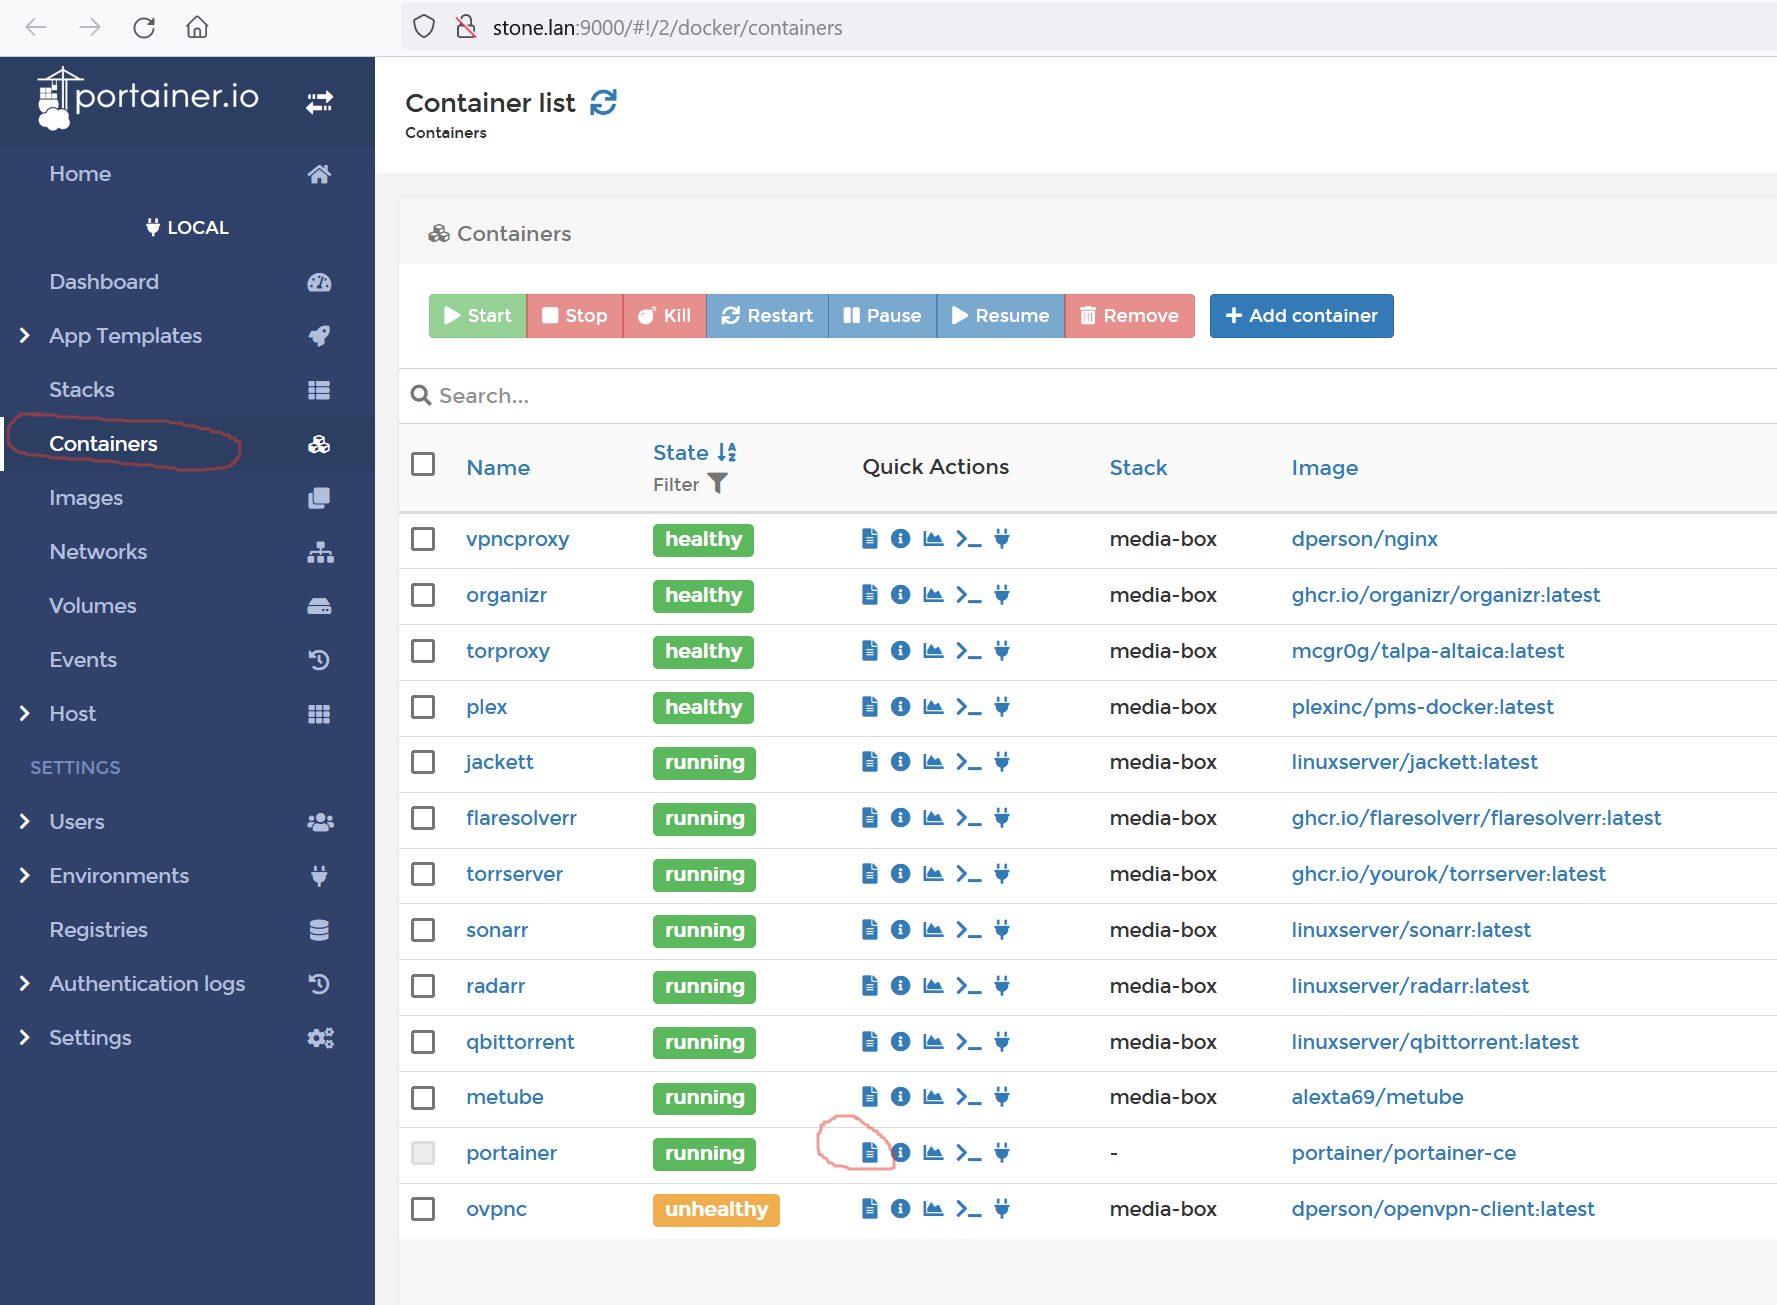 stone.lan:9000/#!/2/docker/containers
portainer.io
Home
LOCAL
Dashboard
App Templates
Stacks
Containers
Images
Networks
Volumes
Events
Host
SETTINGS
Users
Environments
Registries
Authentication logs
Settings
Container list
Containers
Containers
Start Stop Kill Restart Pause Resume Remove Add container
Search...
Name State Filter Quick Actions Stack Image
vpncproxy healthy media-box dperson/nginx
organizr healthy media-box ghcr.io/organizr/organizr:latest
torproxy healthy media-box mcgr0g/talpa-altaica:latest
plex healthy media-box plexinc/pms-docker:latest
jackett running media-box linuxserver/jackett:latest
flaresolverr running media-box ghcr.io/flaresolverr/flaresolverr:latest
torrserver running media-box ghcr.io/yourok/torrserver:latest
sonarr running media-box linuxserver/sonarr:latest
radarr running media-box linuxserver/radarr:latest
qbittorrent running media-box linuxserver/qbittorrent:latest
metube running media-box alexta69/metube
portainer running - portainer/portainer-ce
ovpnc unhealthy media-box dperson/openvpn-client:latest